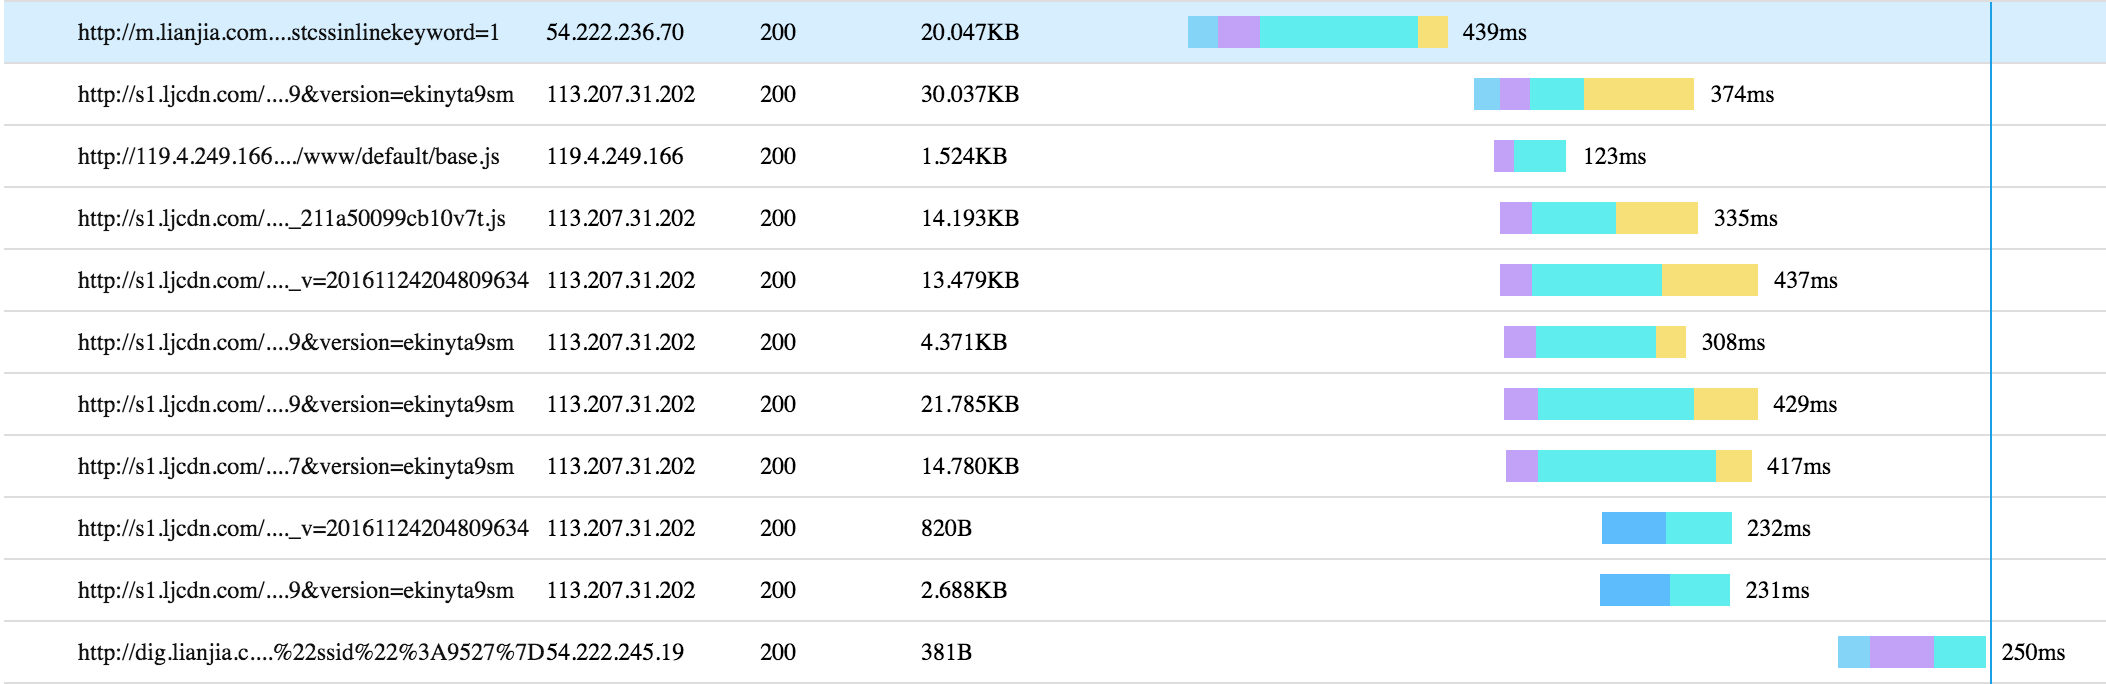 http://m.lianjia.com....stcssinlinekeyword=1 54.222.236.70 200 20.047KB 439ms
http://s1.ljcdn.com/....9&version=ekinyta9sm 113.207.31.202 200 30.037KB 374ms
http://119.4.249.166..../www/default/base.js 119.4.249.166 200 1.524KB 123ms
http://s1.ljcdn.com/...._211a50099cb10v7t.js 113.207.31.202 200 14.193KB 335ms
http://s1.ljcdn.com/...._v=20161124204809634 113.207.31.202 200 13.479KB 437ms
http://s1.ljcdn.com/....9&version=ekinyta9sm 113.207.31.202 200 4.371KB 308ms
http://s1.ljcdn.com/....9&version=ekinyta9sm 113.207.31.202 200 21.785KB 429ms
http://s1.ljcdn.com/....7&version=ekinyta9sm 113.207.31.202 200 14.780KB 417ms
http://s1.ljcdn.com/...._v=20161124204809634 113.207.31.202 200 820B 232ms
http://s1.ljcdn.com/....9&version=ekinyta9sm 113.207.31.202 200 2.688KB 231ms
http://dig.lianjia.c....%22ssid%22%3A9527%7D 54.222.245.19 200 381B 250ms